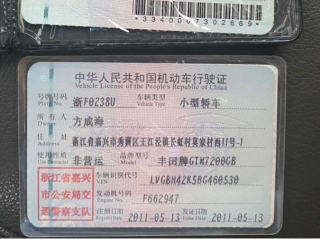 *3340007302669*
中华人民共和国机动车行驶证
Vehicle License of the People's Republic of China
号牌号码 浙F0238U 车辆类型 小型轿车
Plate No. Vehicle Type
所有人 方成海
Owner
住址 浙江省嘉兴市秀洲区王江泾镇长虹村莫家村西11号-1
Address
使用性质 非营运 品牌型号 丰田牌GTM7200GB
Use Character Model
浙江省嘉兴 车辆识别代号 LVGBH42K5BG460530
VIN
市公安局交 发动机号码 F662947
Engine No.
通警察支队 注册日期 2011-05-13 发证日期 2011-05-13
Register Date Issue Date